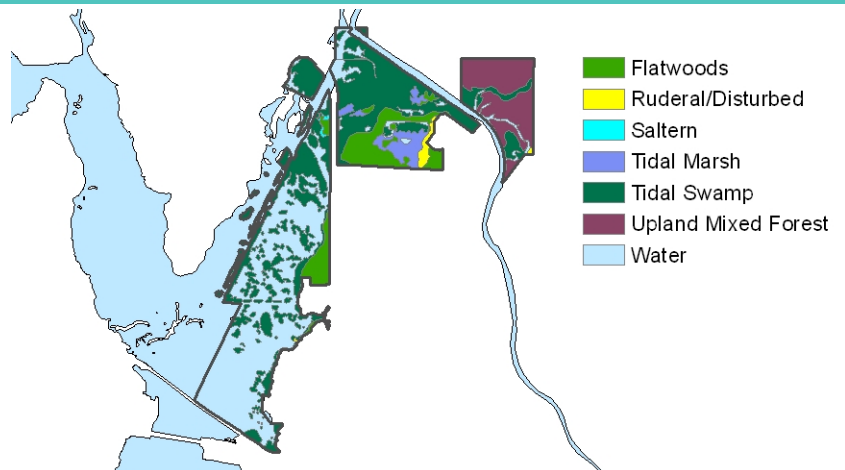 Flatwoods
Ruderal/Disturbed
Saltern
Tidal Marsh
Tidal Swamp
Upland Mixed Forest
Water